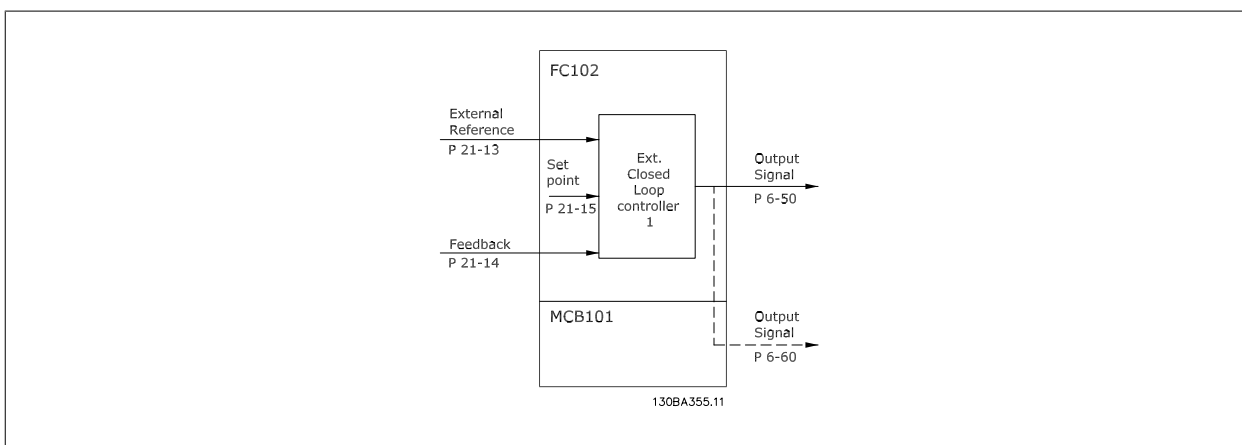 FC102
External
Reference
P 21-13
Set
point
P 21-15
Ext.
Closed
Loop
controller
1
Output
Signal
P 6-50
Feedback
P 21-14
MCB101
Output
Signal
P 6-60
130BA355.11